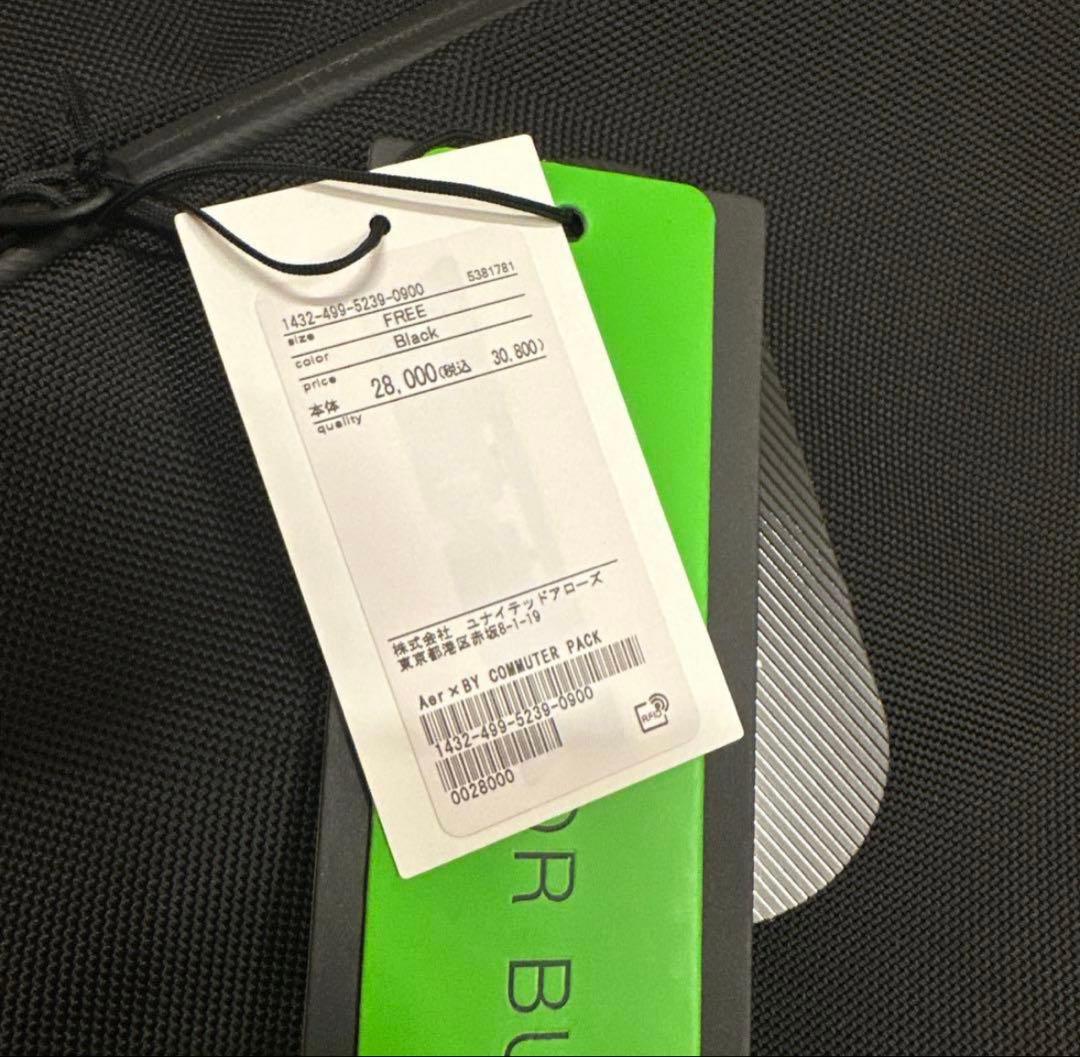 1432-499-5239-0900 5381781
size FREE
color Black
price
本体 28,000(税込 30,800)
quality
株式会社 ユナイテッドアローズ
東京都港区赤坂8-1-19
Aer×BY COMMUTER PACK
1432-499-5239-0900
RFID
0028000
OR BU